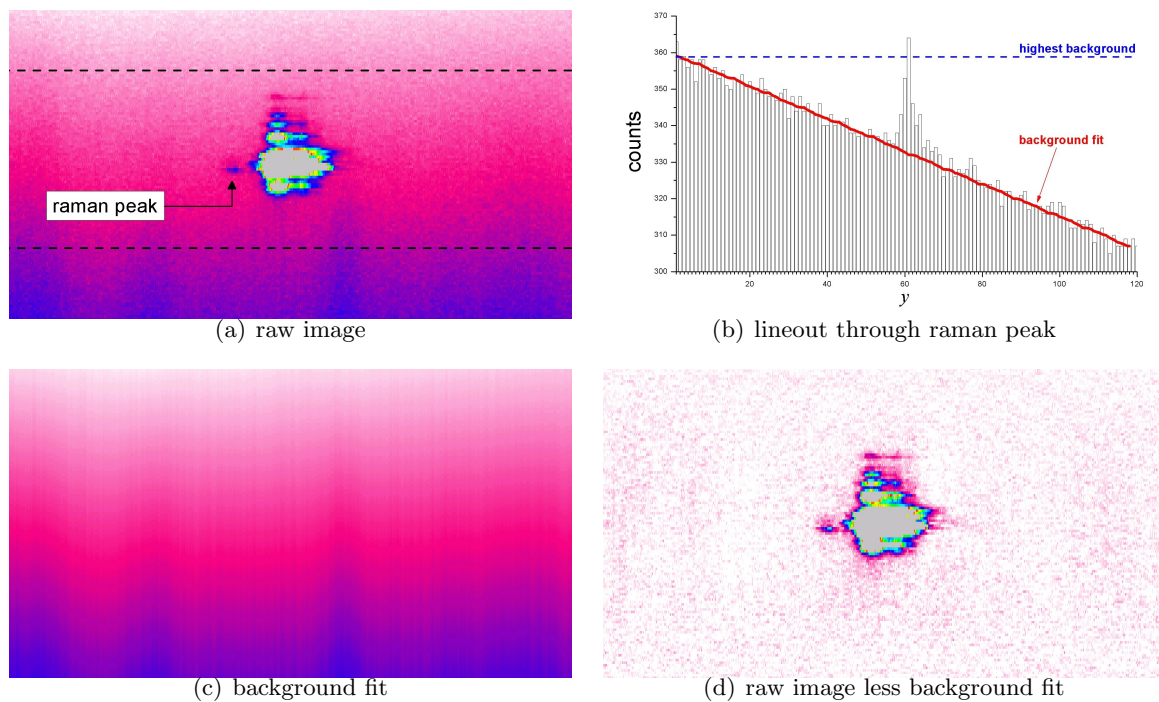 raman peak
(a) raw image
370
360
350
340
330
320
310
300
counts
20
40
60
80
100
120
y
highest background
background fit
(b) lineout through raman peak
(c) background fit
(d) raw image less background fit